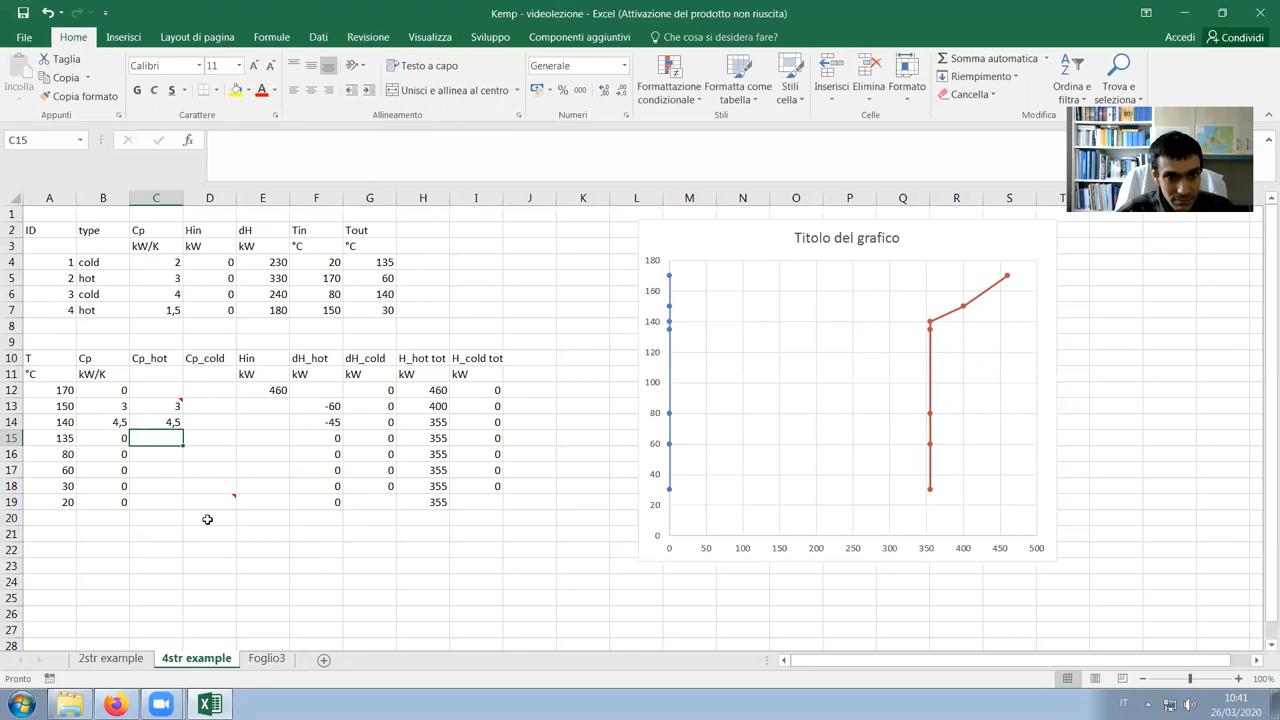 Kemp - videolezione - Excel (Attivazione del prodotto non riuscita)
File Home Inserisci Layout di pagina Formule Dati Revisione Visualizza Sviluppo Componenti aggiuntivi Che cosa si desidera fare? Accedi Condividi
Incolla
Taglia
Copia
Copia formato
Appunti
Calibri 11
G C S
Carattere
Testo a capo
Unisci e allinea al centro
Allineamento
Generale
% 000
Numeri
Formattazione condizionale
Formatta come tabella
Stili cella
Stili
Inserisci Elimina Formato
Celle
Somma automatica
Riempimento
Cancella
Ordina e filtra
Trova e seleziona
Modifica
C15 fx
A B C D E F G H I J K L M N O P Q R S T
1
2 ID type Cp Hin dH Tin Tout
3 kW/K kW kW °C °C
4 1 cold 2 0 230 20 135
5 2 hot 3 0 330 170 60
6 3 cold 4 0 240 80 140
7 4 hot 1,5 0 180 150 30
8
9
10 T Cp Cp_hot Cp_cold Hin dH_hot dH_cold H_hot tot H_cold tot
11 °C kW/K kW kW kW kW kW
12 170 0 460 0 460 0
13 150 3 3 -60 0 400 0
14 140 4,5 4,5 -45 0 355 0
15 135 0 0 0 355 0
16 80 0 0 0 355 0
17 60 0 0 0 355 0
18 30 0 0 0 355 0
19 20 0 0 355
20
21
22
23
24
25
26
27
28
Titolo del grafico
180
160
140
120
100
80
60
40
20
0
0 50 100 150 200 250 300 350 400 450 500
2str example 4str example Foglio3
Pronto 100%
IT 10:41
26/03/2020